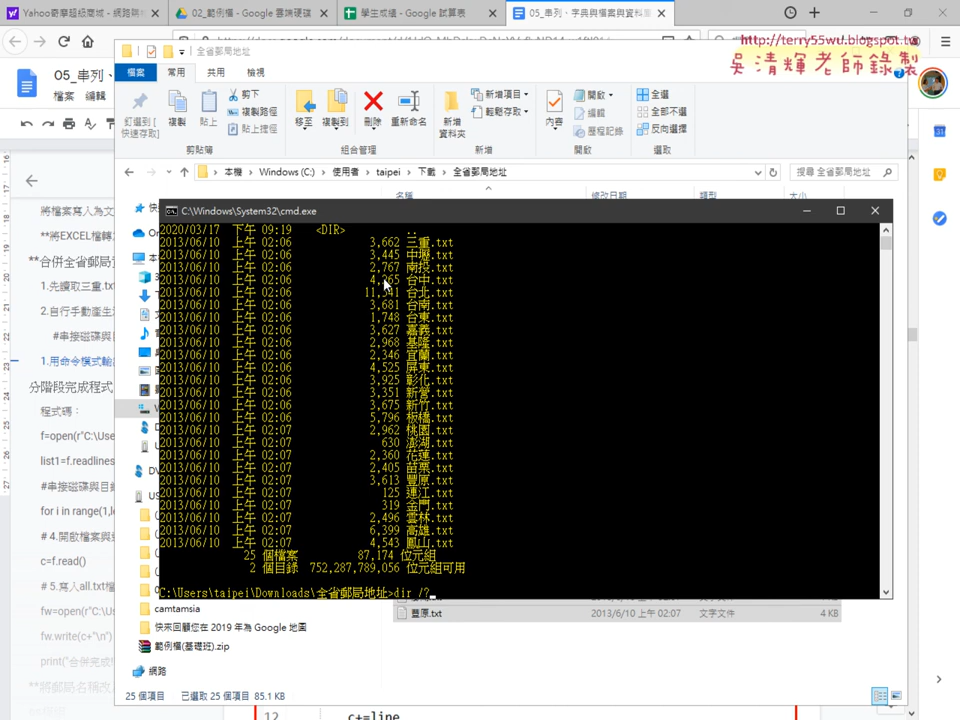 Yahoo奇摩超級商城 - 網路購
02_範例檔 - Google 雲端硬碟
學生成績 - Google 試算表
05_串列、字典與檔案與資料
http://terry55wu.blogspot.tw
吳清輝老師錄製
全省郵局地址
檔案
常用
共用
檢視
05_串列、
檔案 編輯
釘選到 [快速存取]
複製
貼上
剪下
複製路徑
貼上捷徑
移至
複製到
刪除
重新命名
新增資料夾
新增項目
輕鬆存取
內容
開啟
編輯
歷程記錄
全選
全部不選
反向選擇
剪貼簿
組合管理
新增
開啟
選取
本機 > Windows (C:) > 使用者 > taipei > 下載 > 全省郵局地址
搜尋 全省郵局地址
名稱
修改日期
類型
大小
C:\Windows\System32\cmd.exe
2020/03/17 下午 09:19 <DIR> ..
2013/06/10 上午 02:06 3,662 三重.txt
2013/06/10 上午 02:06 3,445 中壢.txt
2013/06/10 上午 02:06 2,767 南投.txt
2013/06/10 上午 02:06 4,265 台中.txt
2013/06/10 上午 02:06 11,541 台北.txt
2013/06/10 上午 02:06 3,681 台南.txt
2013/06/10 上午 02:06 1,748 台東.txt
2013/06/10 上午 02:06 3,627 嘉義.txt
2013/06/10 上午 02:06 2,968 基隆.txt
2013/06/10 上午 02:06 2,346 宜蘭.txt
2013/06/10 上午 02:06 4,525 屏東.txt
2013/06/10 上午 02:06 3,925 彰化.txt
2013/06/10 上午 02:06 3,351 新營.txt
2013/06/10 上午 02:06 3,675 新竹.txt
2013/06/10 上午 02:06 5,796 板橋.txt
2013/06/10 上午 02:07 2,962 桃園.txt
2013/06/10 上午 02:07 630 澎湖.txt
2013/06/10 上午 02:07 2,360 花蓮.txt
2013/06/10 上午 02:07 2,405 苗栗.txt
2013/06/10 上午 02:07 3,613 豐原.txt
2013/06/10 上午 02:07 125 連江.txt
2013/06/10 上午 02:07 319 金門.txt
2013/06/10 上午 02:07 2,496 雲林.txt
2013/06/10 上午 02:07 6,399 高雄.txt
2013/06/10 上午 02:07 4,543 鳳山.txt
25 個檔案 87,174 位元組
2 個目錄 752,287,789,056 位元組可用
C:\Users\taipei\Downloads\全省郵局地址>dir /?
將檔案寫入為文
**將EXCEL檔轉
**合併全省郵局
1.先讀取三重.tx
2.自行手動產生
#串接磁碟與目
1.用命令模式輸
分階段完成程式
程式碼：
f=open(r"C:\Use
list1=f.readlines
#串接磁碟與目
for i in range(1,l
# 4.開啟檔案與
c=f.read()
# 5.寫入all.txt檔
fw=open(r"C:\U
fw.write(c+"\n")
print("合併完成!
**將郵局名稱改
豐原.txt 2013/6/10 上午 02:07 文字文件 4 KB
camtamsia
快來回顧您在 2019 年為 Google 地圖
範例檔(基礎班).zip
網路
25 個項目 已選取 25 個項目 85.1 KB
12 c+=line